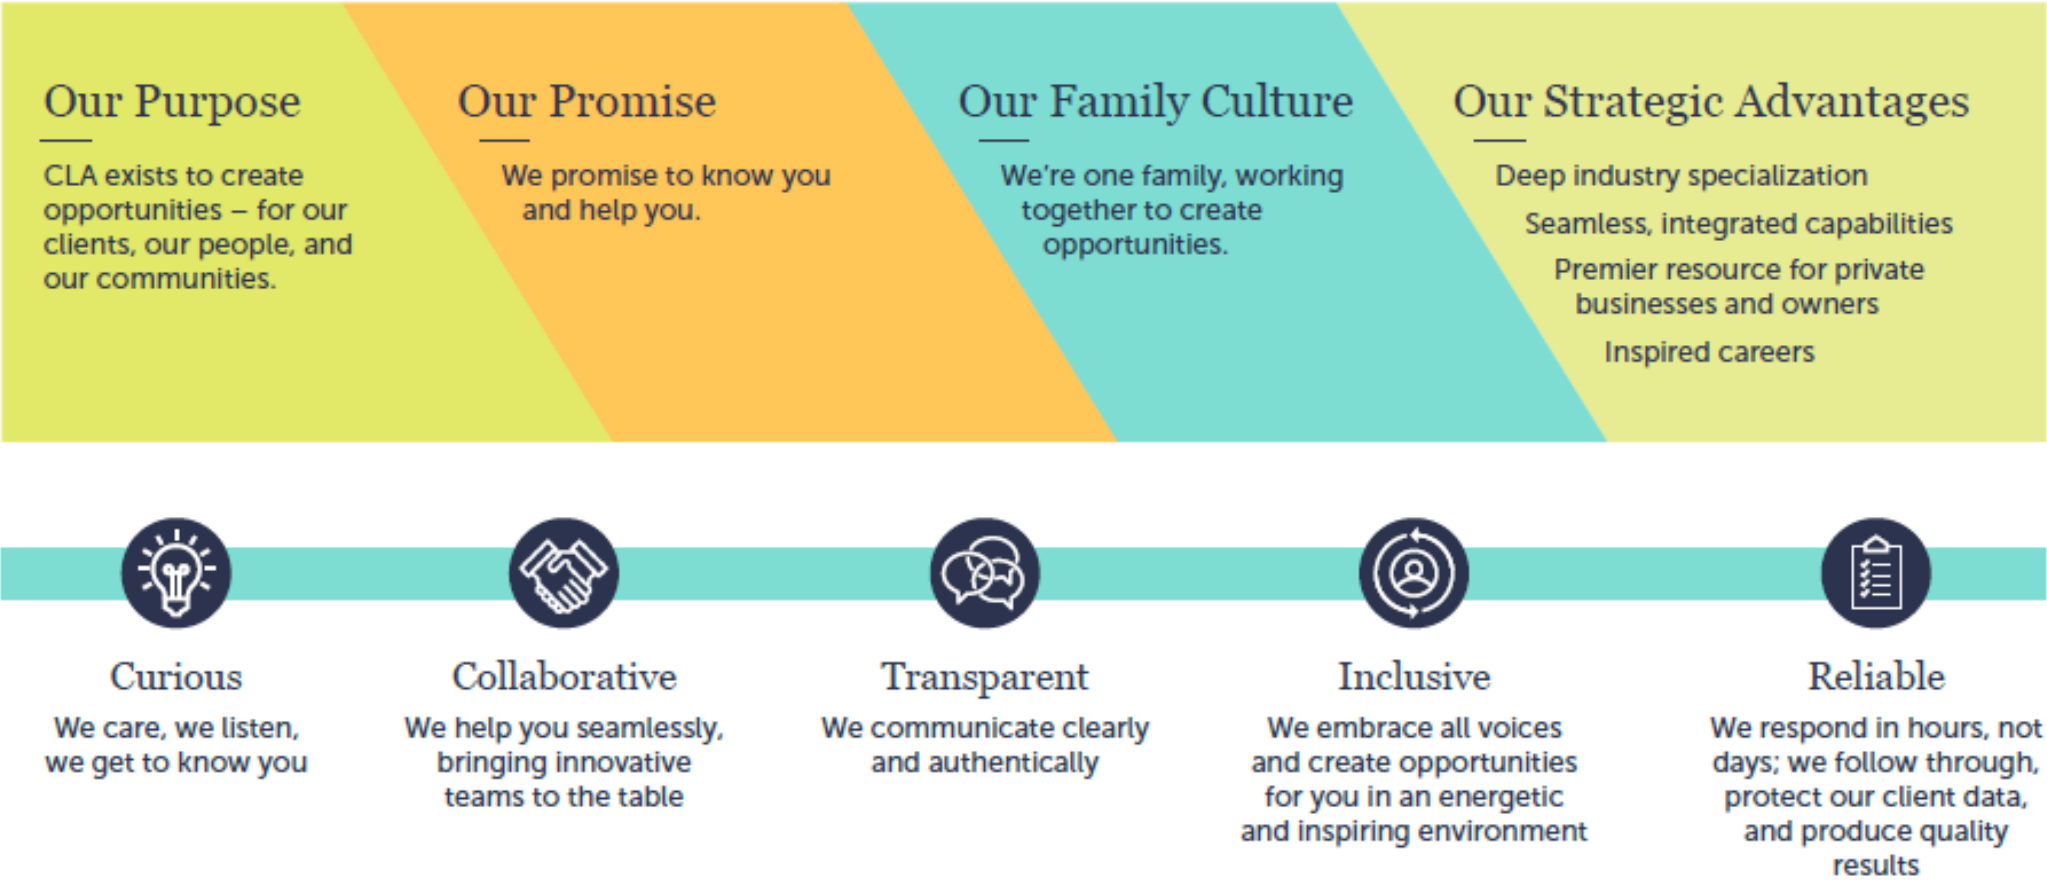 Our Purpose
CLA exists to create
opportunities – for our
clients, our people, and
our communities.
Our Promise
We promise to know you
and help you.
Our Family Culture
We're one family, working
together to create
opportunities.
Our Strategic Advantages
Deep industry specialization
Seamless, integrated capabilities
Premier resource for private
businesses and owners
Inspired careers
Curious
We care, we listen,
we get to know you
Collaborative
We help you seamlessly,
bringing innovative
teams to the table
Transparent
We communicate clearly
and authentically
Inclusive
We embrace all voices
and create opportunities
for you in an energetic
and inspiring environment
Reliable
We respond in hours, not
days; we follow through,
protect our client data,
and produce quality
results